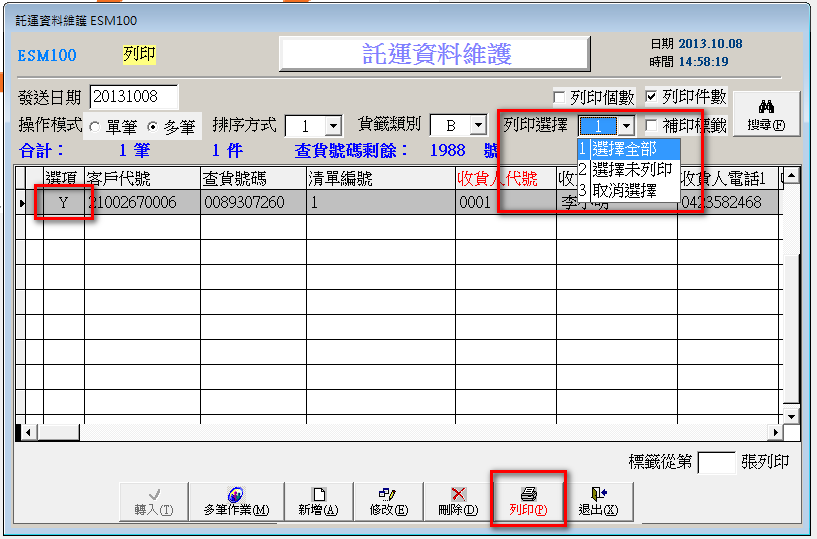 託運資料維護 ESM100
ESM100 列印 託運資料維護 日期 2013.10.08
時間 14:58:19
發送日期 20131008 列印個數 列印件數
操作模式 單筆 多筆 排序方式 1 貨籤類別 B 列印選擇 1 補印標籤 搜尋(F)
合計： 1 筆 1 件 查貨號碼剩餘： 1988 號
1 選擇全部
2 選擇未列印
3 取消選擇
選項 客戶代號 查貨號碼 清單編號 收貨人代號 收 收貨人電話1
Y 21002670006 0089307260 1 0001 李小明 0423582468
標籤從第 張列印
轉入(T) 多筆作業(M) 新增(A) 修改(E) 刪除(D) 列印(P) 退出(X)